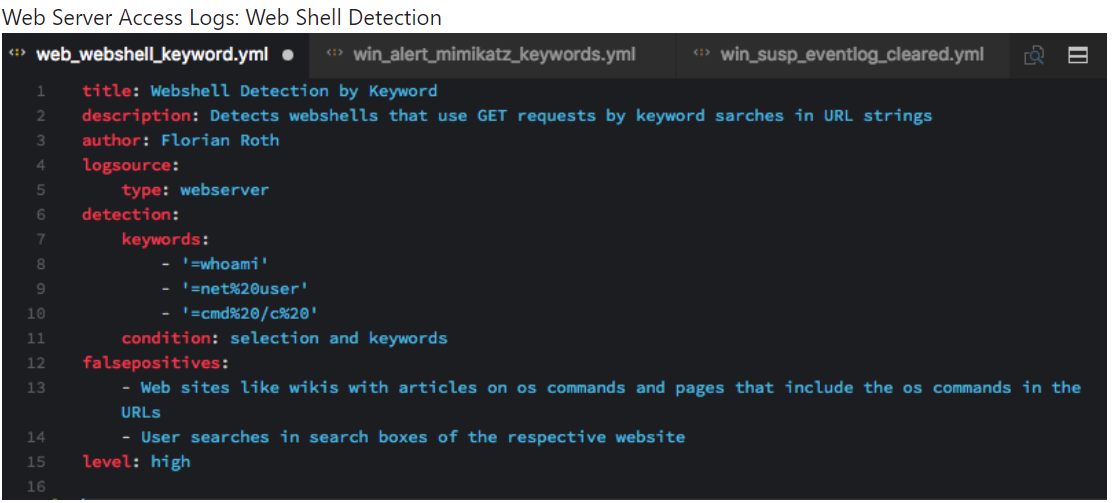 Web Server Access Logs: Web Shell Detection
web_webshell_keyword.yml win_alert_mimikatz_keywords.yml win_susp_eventlog_cleared.yml
1 title: Webshell Detection by Keyword
2 description: Detects webshells that use GET requests by keyword sarches in URL strings
3 author: Florian Roth
4 logsource:
5 type: webserver
6 detection:
7 keywords:
8 - '=whoami'
9 - '=net%20user'
10 - '=cmd%20/c%20'
11 condition: selection and keywords
12 falsepositives:
13 - Web sites like wikis with articles on os commands and pages that include the os commands in the
URLs
14 - User searches in search boxes of the respective website
15 level: high
16